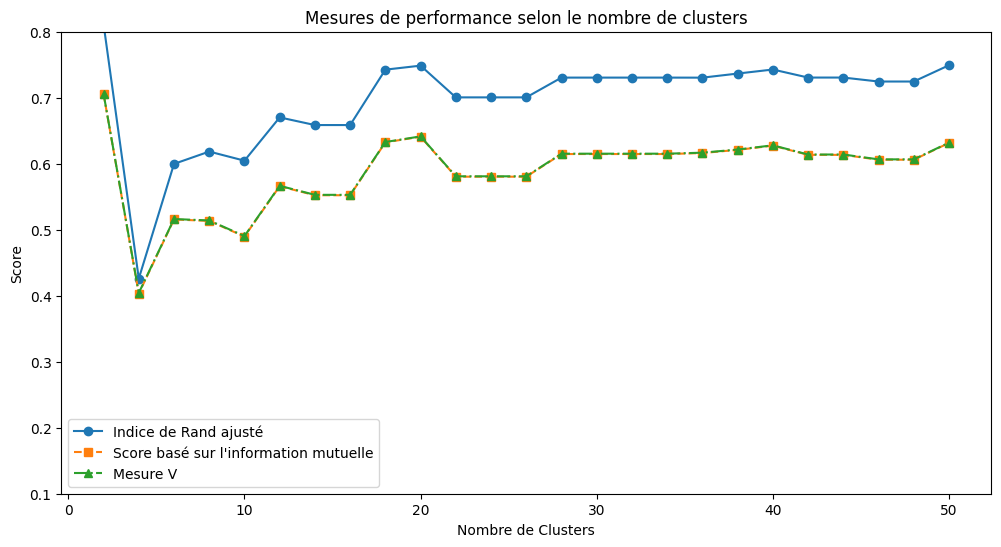 Mesures de performance selon le nombre de clusters
0.8
0.7
0.6
0.5
0.4
0.3
0.2
0.1
Score
Indice de Rand ajusté
Score basé sur l'information mutuelle
Mesure V
0 10 20 30 40 50
Nombre de Clusters